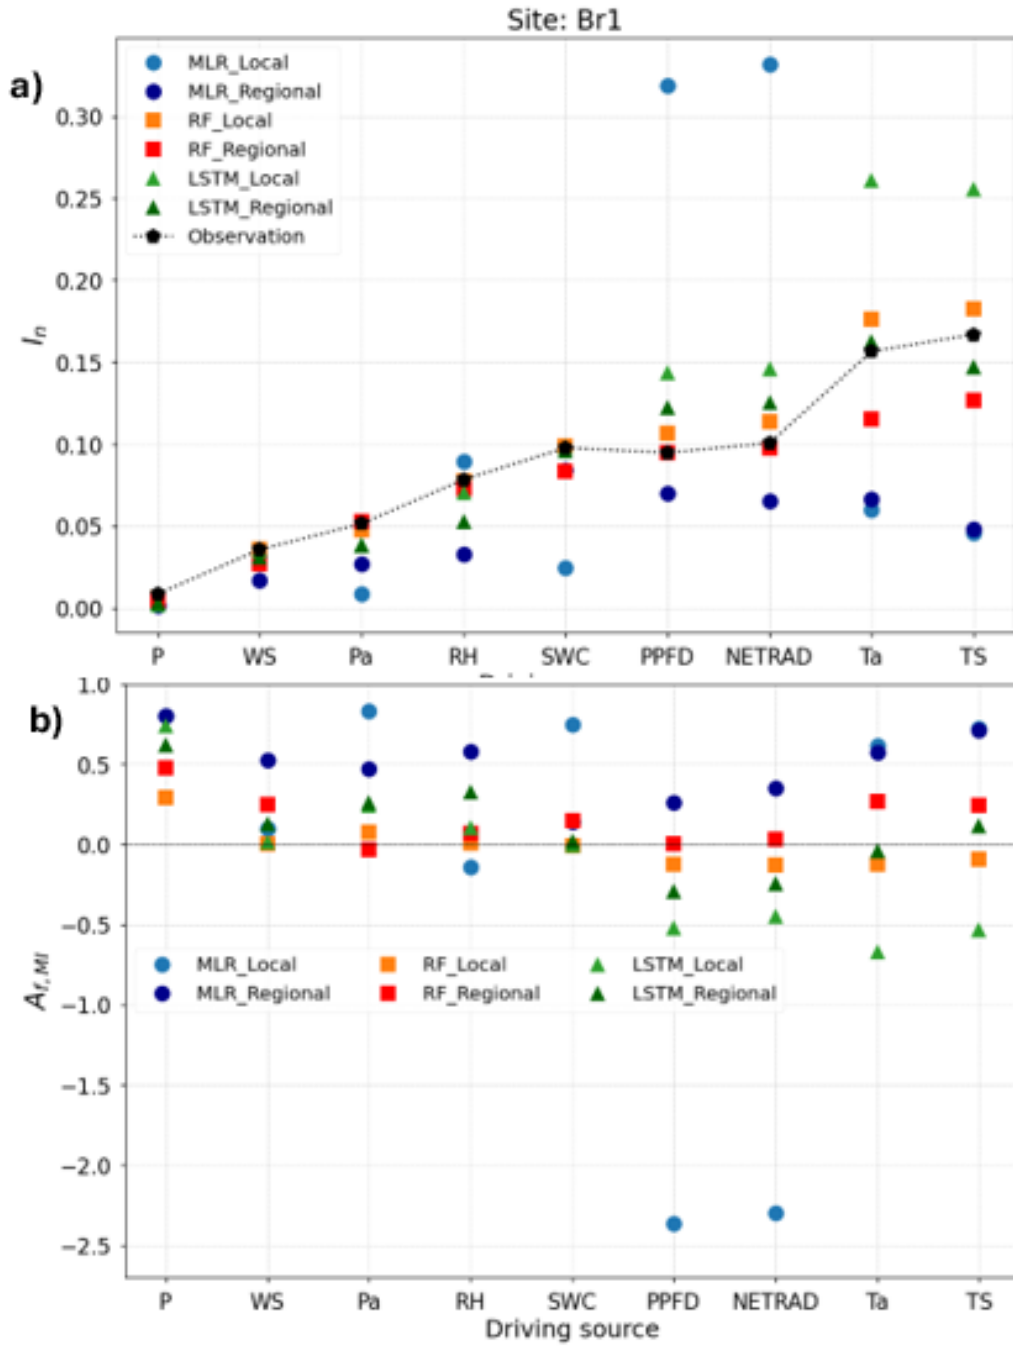 Site: Br1
a)
MLR_Local
MLR_Regional
RF_Local
RF_Regional
LSTM_Local
LSTM_Regional
Observation
0.30
0.25
0.20
0.15
0.10
0.05
0.00
I_n
P WS Pa RH SWC PPFD NETRAD Ta TS
b)
1.0
0.5
0.0
−0.5
−1.0
−1.5
−2.0
−2.5
A_{f,MI}
MLR_Local RF_Local LSTM_Local
MLR_Regional RF_Regional LSTM_Regional
P WS Pa RH SWC PPFD NETRAD Ta TS
Driving source